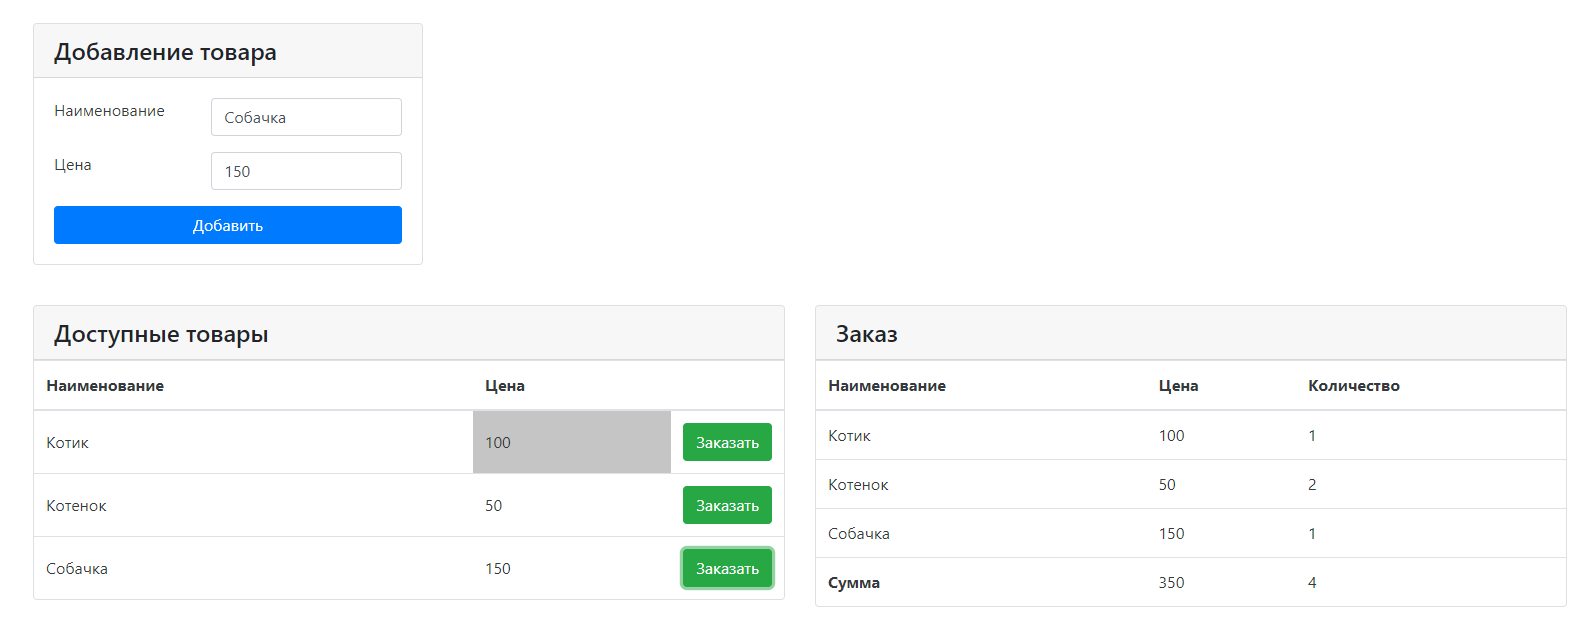 Добавление товара
Наименование Собачка
Цена 150
Добавить
Доступные товары
Наименование Цена
Котик 100 Заказать
Котенок 50 Заказать
Собачка 150 Заказать
Заказ
Наименование Цена Количество
Котик 100 1
Котенок 50 2
Собачка 150 1
Сумма 350 4